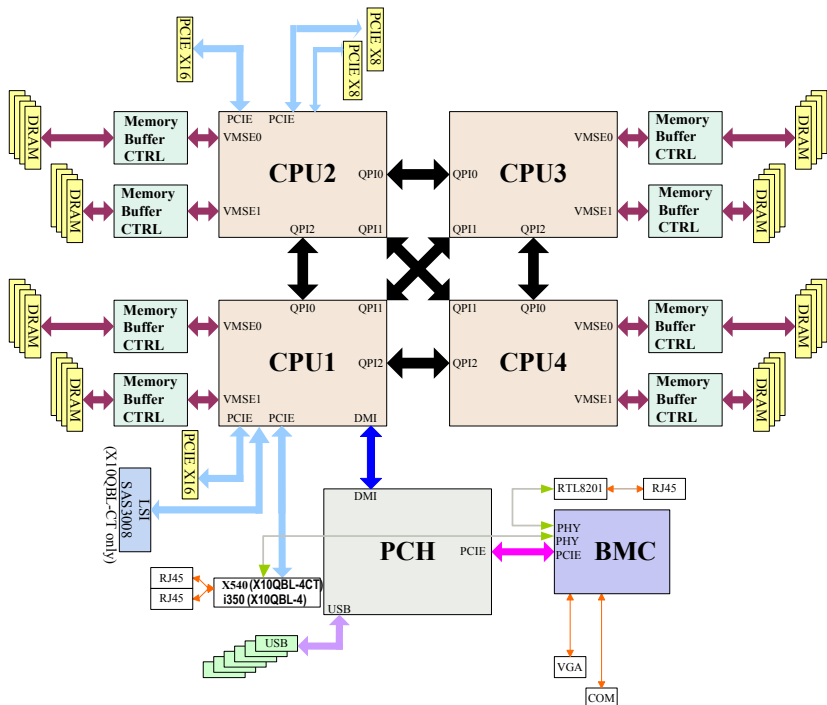 PCIE X16
PCIE X8
PCIE X8
PCIE
PCIE
DRAM
Memory
Buffer
CTRL
VMSE0
CPU2
QPI0
DRAM
Memory
Buffer
CTRL
VMSE1
QPI2
QPI1
VMSE0
Memory
Buffer
CTRL
DRAM
QPI0
CPU3
VMSE1
Memory
Buffer
CTRL
DRAM
QPI1
QPI2
QPI0
QPI1
DRAM
Memory
Buffer
CTRL
VMSE0
CPU1
QPI2
DRAM
Memory
Buffer
CTRL
VMSE1
PCIE
PCIE
DMI
QPI1
QPI0
VMSE0
Memory
Buffer
CTRL
DRAM
QPI2
CPU4
VMSE1
Memory
Buffer
CTRL
DRAM
PCIE X16
LSI
SAS3008
(X10QBL-CT only)
DMI
PCH
PCIE
USB
RTL8201
RJ45
PHY
PHY
PCIE
BMC
RJ45
RJ45
X540 (X10QBL-4CT)
i350 (X10QBL-4)
USB
VGA
COM